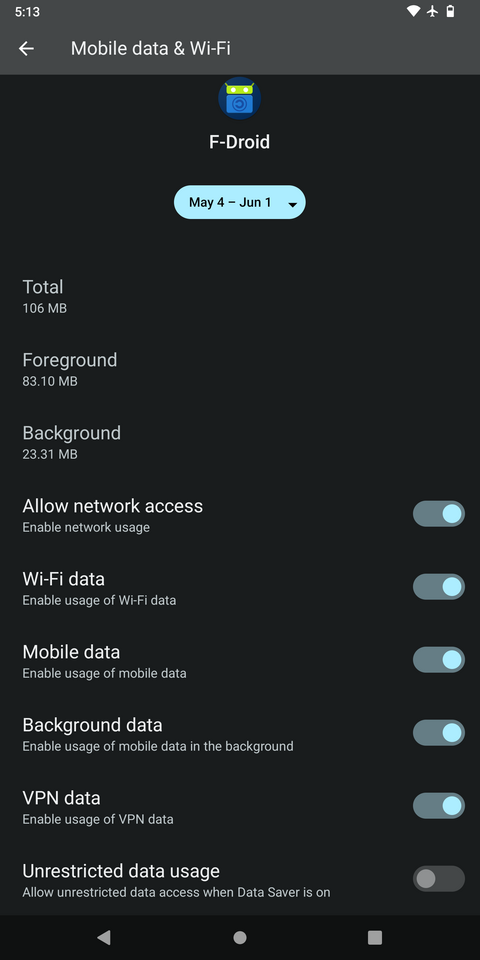 5:13
Mobile data & Wi-Fi
F-Droid
May 4 – Jun 1
Total
106 MB
Foreground
83.10 MB
Background
23.31 MB
Allow network access
Enable network usage
Wi-Fi data
Enable usage of Wi-Fi data
Mobile data
Enable usage of mobile data
Background data
Enable usage of mobile data in the background
VPN data
Enable usage of VPN data
Unrestricted data usage
Allow unrestricted data access when Data Saver is on